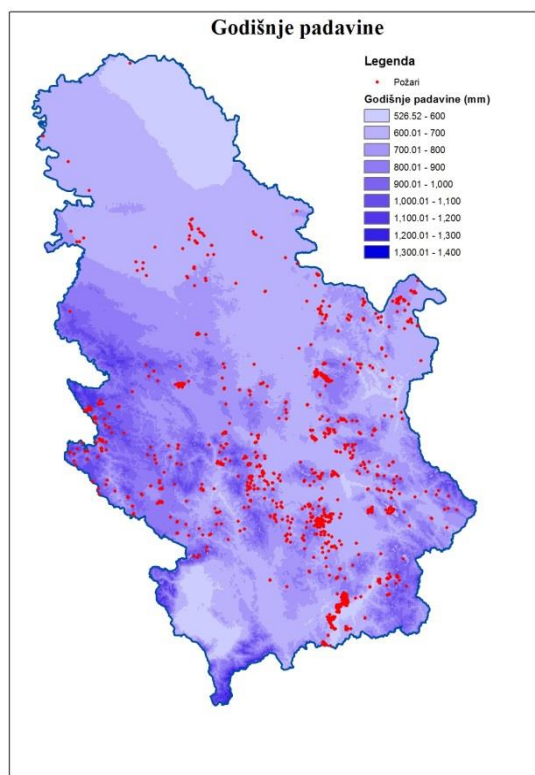 Godišnje padavine
Legenda
Požari
Godišnje padavine (mm)
526.52 - 600
600.01 - 700
700.01 - 800
800.01 - 900
900.01 - 1,000
1,000.01 - 1,100
1,100.01 - 1,200
1,200.01 - 1,300
1,300.01 - 1,400